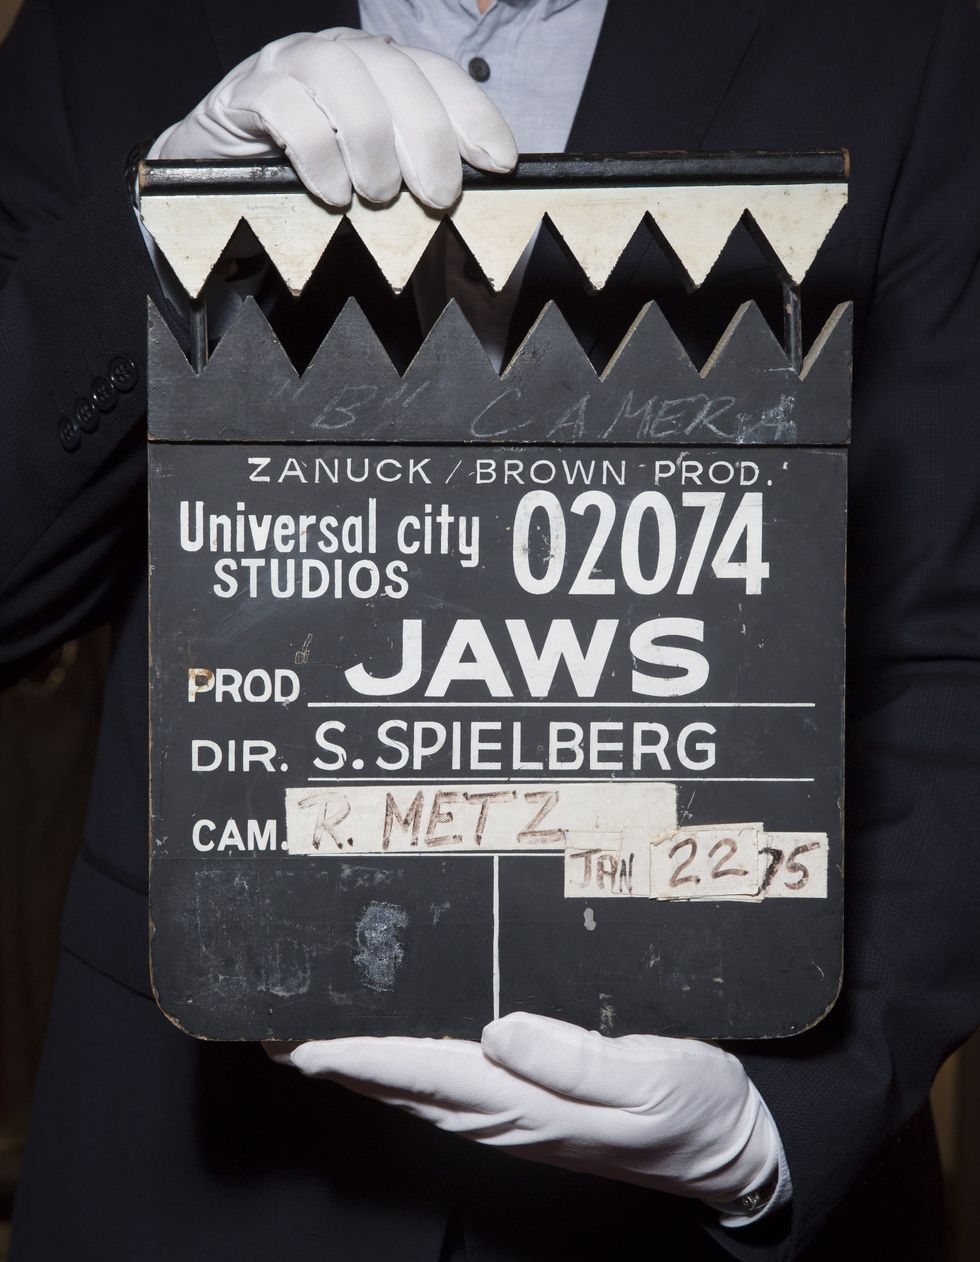 "B" CAMERA
ZANUCK / BROWN PROD.
Universal city 02074
STUDIOS
PROD JAWS
DIR. S. SPIELBERG
CAM. R. METZ
JAN 22 75